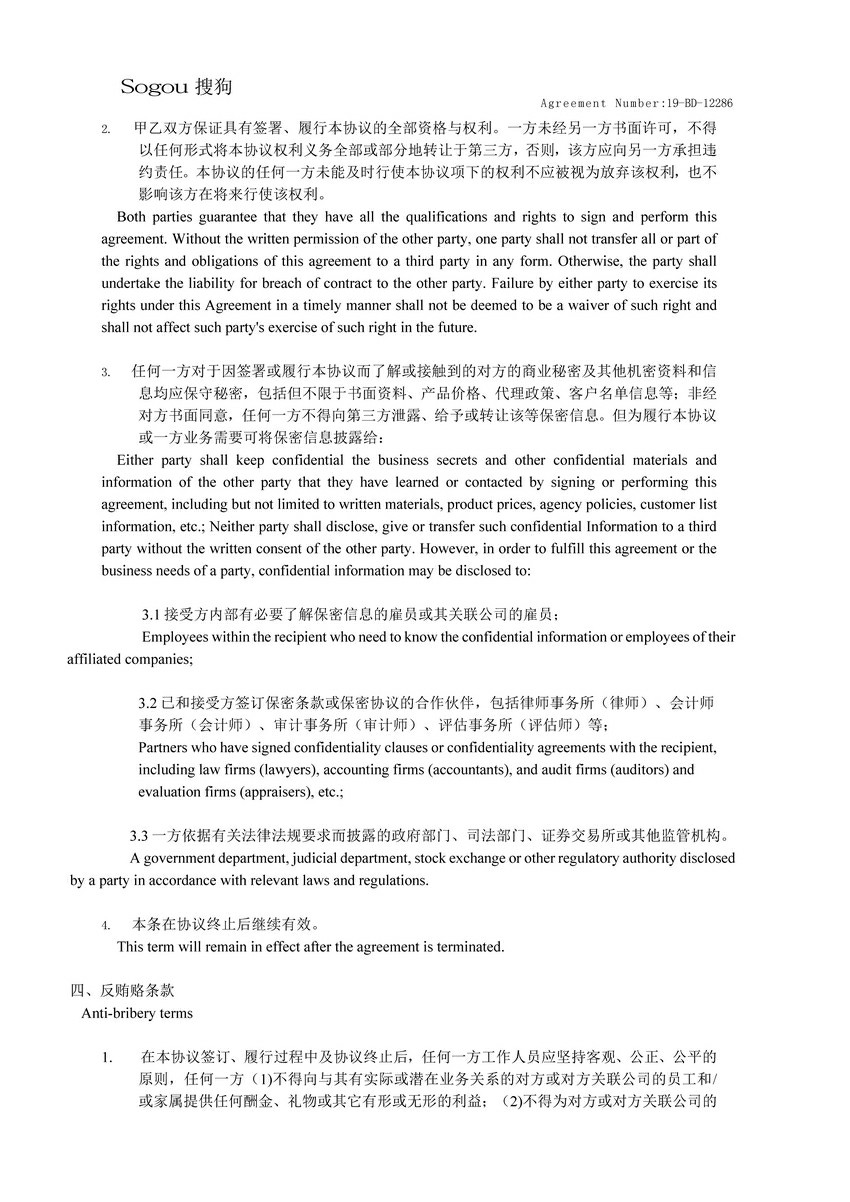 Sogou 搜狗
Agreement Number:19-BD-12286
2. 甲乙双方保证具有签署、履行本协议的全部资格与权利。一方未经另一方书面许可，不得
以任何形式将本协议权利义务全部或部分地转让于第三方，否则，该方应向另一方承担违
约责任。本协议的任何一方未能及时行使本协议项下的权利不应被视为放弃该权利，也不
影响该方在将来行使该权利。
Both parties guarantee that they have all the qualifications and rights to sign and perform this
agreement. Without the written permission of the other party, one party shall not transfer all or part of
the rights and obligations of this agreement to a third party in any form. Otherwise, the party shall
undertake the liability for breach of contract to the other party. Failure by either party to exercise its
rights under this Agreement in a timely manner shall not be deemed to be a waiver of such right and
shall not affect such party's exercise of such right in the future.
3. 任何一方对于因签署或履行本协议而了解或接触到的对方的商业秘密及其他机密资料和信
息均应保守秘密，包括但不限于书面资料、产品价格、代理政策、客户名单信息等；非经
对方书面同意，任何一方不得向第三方泄露、给予或转让该等保密信息。但为履行本协议
或一方业务需要可将保密信息披露给：
Either party shall keep confidential the business secrets and other confidential materials and
information of the other party that they have learned or contacted by signing or performing this
agreement, including but not limited to written materials, product prices, agency policies, customer list
information, etc.; Neither party shall disclose, give or transfer such confidential Information to a third
party without the written consent of the other party. However, in order to fulfill this agreement or the
business needs of a party, confidential information may be disclosed to:
3.1 接受方内部有必要了解保密信息的雇员或其关联公司的雇员；
Employees within the recipient who need to know the confidential information or employees of their
affiliated companies;
3.2 已和接受方签订保密条款或保密协议的合作伙伴，包括律师事务所（律师）、会计师
事务所（会计师）、审计事务所（审计师）、评估事务所（评估师）等；
Partners who have signed confidentiality clauses or confidentiality agreements with the recipient,
including law firms (lawyers), accounting firms (accountants), and audit firms (auditors) and
evaluation firms (appraisers), etc.;
3.3 一方依据有关法律法规要求而披露的政府部门、司法部门、证券交易所或其他监管机构。
A government department, judicial department, stock exchange or other regulatory authority disclosed
by a party in accordance with relevant laws and regulations.
4. 本条在协议终止后继续有效。
This term will remain in effect after the agreement is terminated.
四、反贿赂条款
Anti-bribery terms
1. 在本协议签订、履行过程中及协议终止后，任何一方工作人员应坚持客观、公正、公平的
原则，任何一方（1)不得向与其有实际或潜在业务关系的对方或对方关联公司的员工和/
或家属提供任何酬金、礼物或其它有形或无形的利益；（2)不得为对方或对方关联公司的